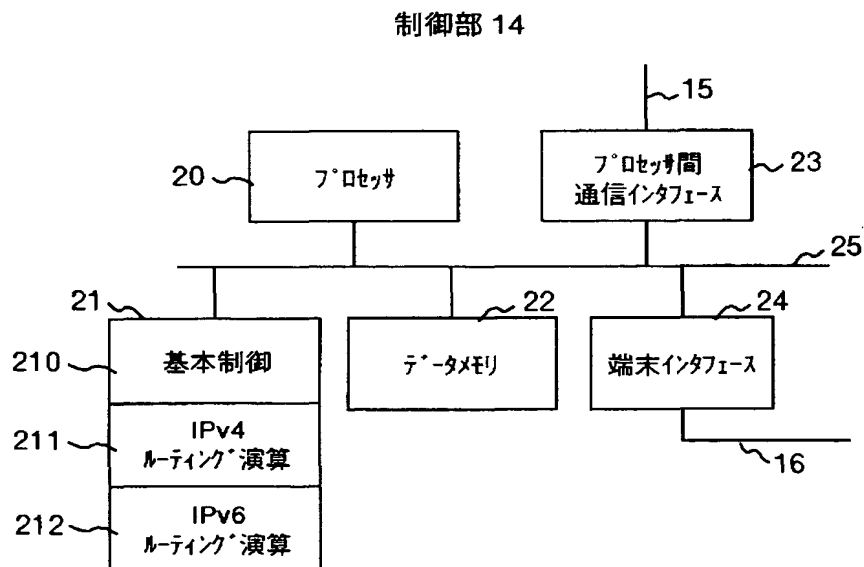 制御部 14
15
20
ﾌﾟﾛｾｯｻ
ﾌﾟﾛｾｯｻ間
通信ｲﾝﾀﾌｪｰｽ
23
25
21
22
24
210
基本制御
ﾃﾞｰﾀﾒﾓﾘ
端末ｲﾝﾀﾌｪｰｽ
211
IPv4
ﾙｰﾃｨﾝｸﾞ演算
16
212
IPv6
ﾙｰﾃｨﾝｸﾞ演算